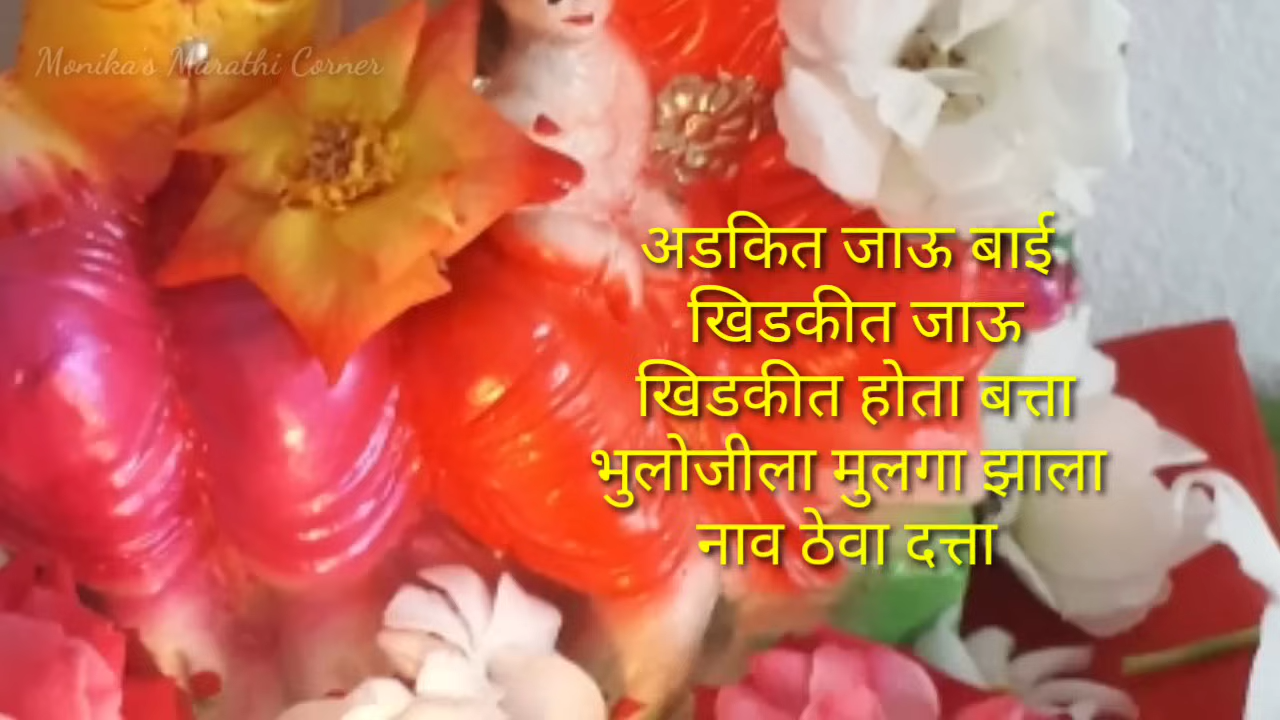 Monika's Marathi Corner
अडकित जाऊ बाई
खिडकीत जाऊ
खिडकीत होता बत्ता
भुलोजीला मुलगा झाला
नाव ठेवा दत्ता